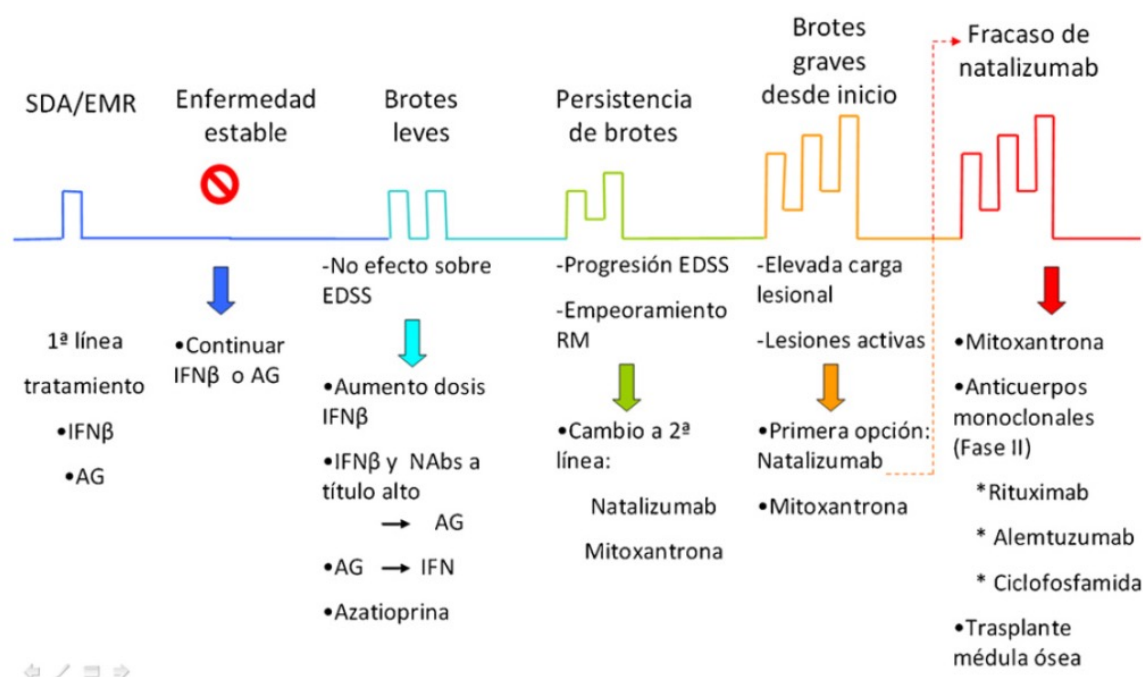 SDA/EMR
1ª línea
tratamiento
•IFNβ
•AG
Enfermedad
estable
•Continuar
IFNβ o AG
Brotes
leves
-No efecto sobre
EDSS
•Aumento dosis
IFNβ
•IFNβ y NAbs a
título alto
→ AG
•AG → IFN
•Azatioprina
Persistencia
de brotes
-Progresión EDSS
-Empeoramiento
RM
•Cambio a 2ª
línea:
Natalizumab
Mitoxantrona
Brotes
graves
desde inicio
-Elevada carga
lesional
-Lesiones activas
•Primera opción:
Natalizumab
•Mitoxantrona
Fracaso de
natalizumab
•Mitoxantrona
•Anticuerpos
monoclonales
(Fase II)
*Rituximab
* Alemtuzumab
* Ciclofosfamida
•Trasplante
médula ósea